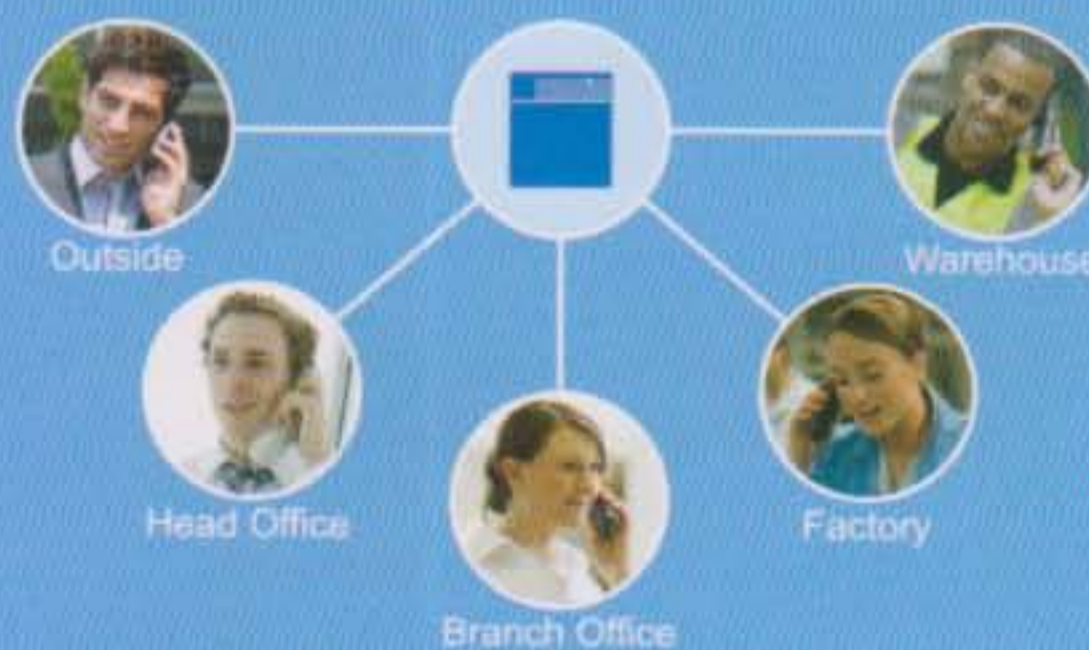 Outside
Warehouse
Head Office
Factory
Branch Office